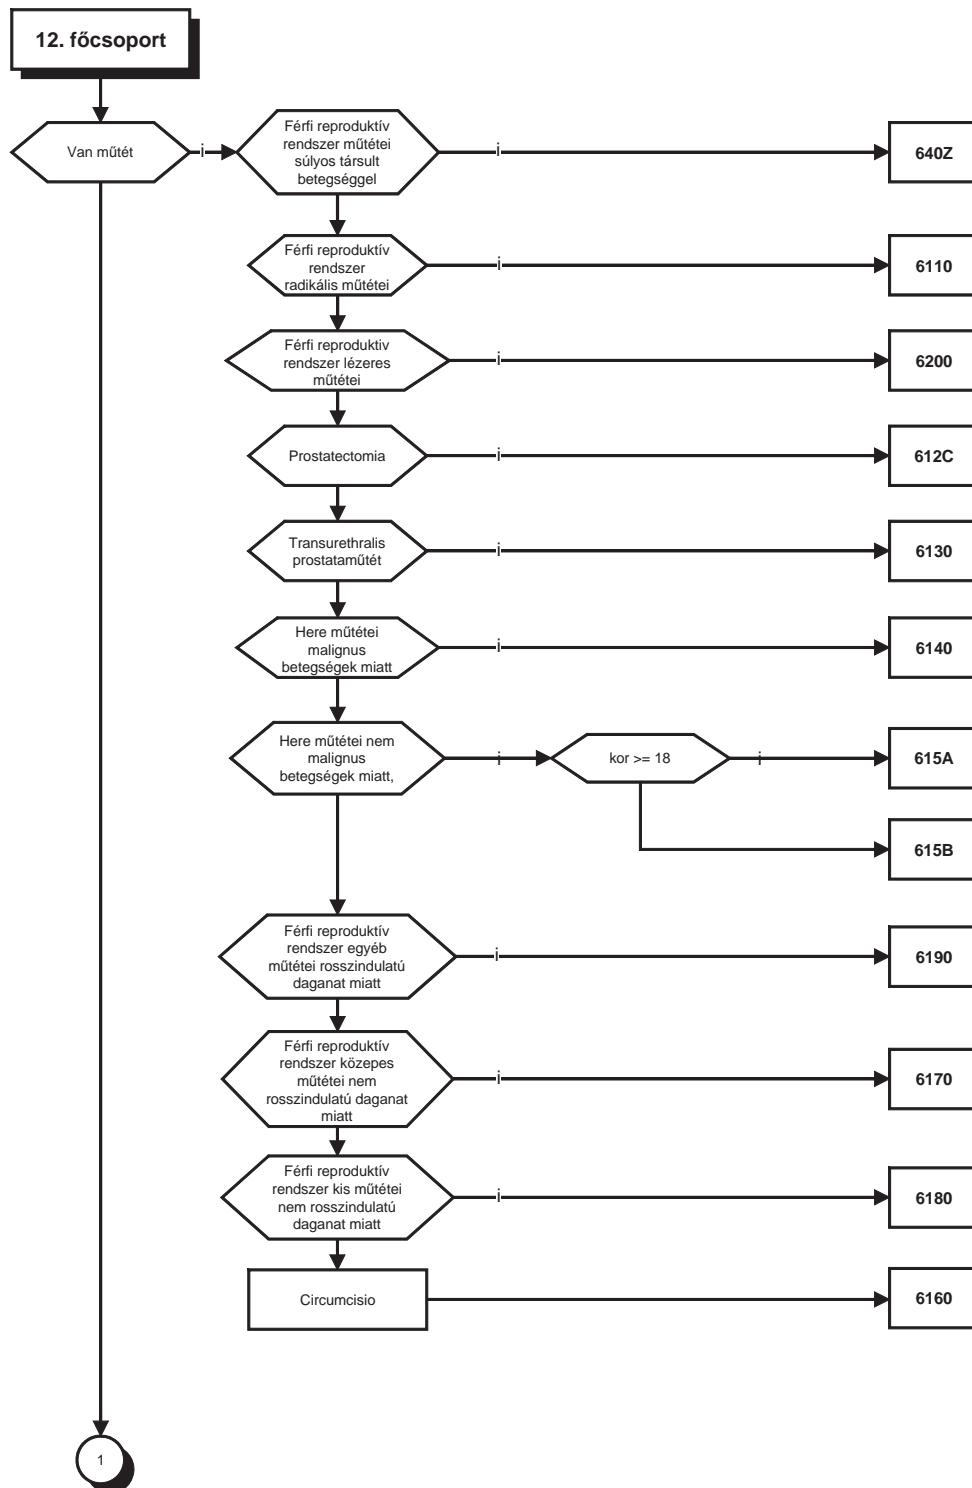 12. főcsoport
Van műtét
i
Férfi reproduktív
rendszer műtétei
súlyos társult
betegséggel
i
640Z
Férfi reproduktív
rendszer
radikális műtétei
i
6110
Férfi reproduktiv
rendszer lézeres
műtétei
i
6200
Prostatectomia
i
612C
Transurethralis
prostataműtét
i
6130
Here műtétei
malignus
betegségek miatt
i
6140
Here műtétei nem
malignus
betegségek miatt,
i
kor >= 18
i
615A
615B
Férfi reproduktív
rendszer egyéb
műtétei rosszindulatú
daganat miatt
i
6190
Férfi reproduktív
rendszer közepes
műtétei nem
rosszindulatú daganat
miatt
i
6170
Férfi reproduktív
rendszer kis műtétei
nem rosszindulatú
daganat miatt
i
6180
Circumcisio
6160
1